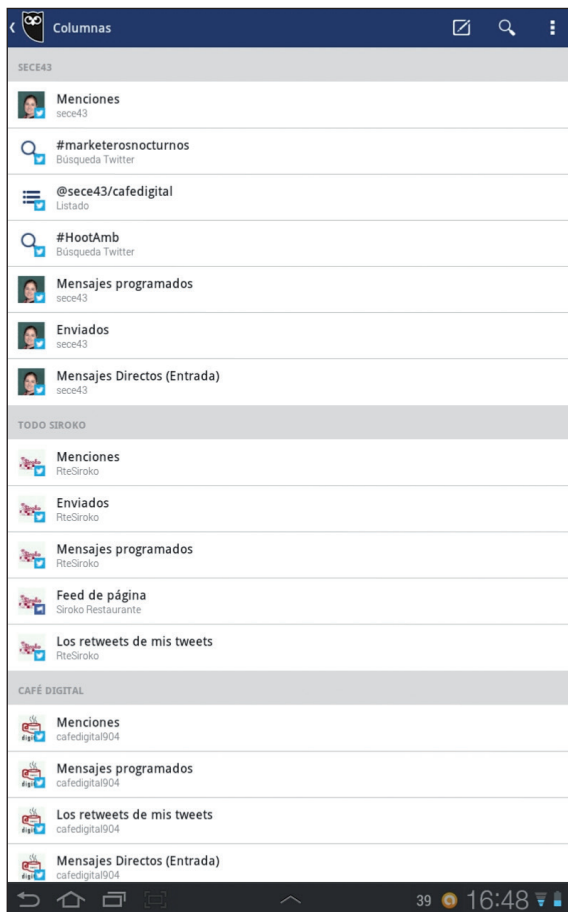 Columnas
SECE43
Menciones
sece43
#marketerosnocturnos
Búsqueda Twitter
@sece43/cafedigital
Listado
#HootAmb
Búsqueda Twitter
Mensajes programados
sece43
Enviados
sece43
Mensajes Directos (Entrada)
sece43
TODO SIROKO
Menciones
RteSiroko
Enviados
RteSiroko
Mensajes programados
RteSiroko
Feed de página
Siroko Restaurante
Los retweets de mis tweets
RteSiroko
CAFÉ DIGITAL
Menciones
cafedigital904
Mensajes programados
cafedigital904
Los retweets de mis tweets
cafedigital904
Mensajes Directos (Entrada)
cafedigital904
39 16:48